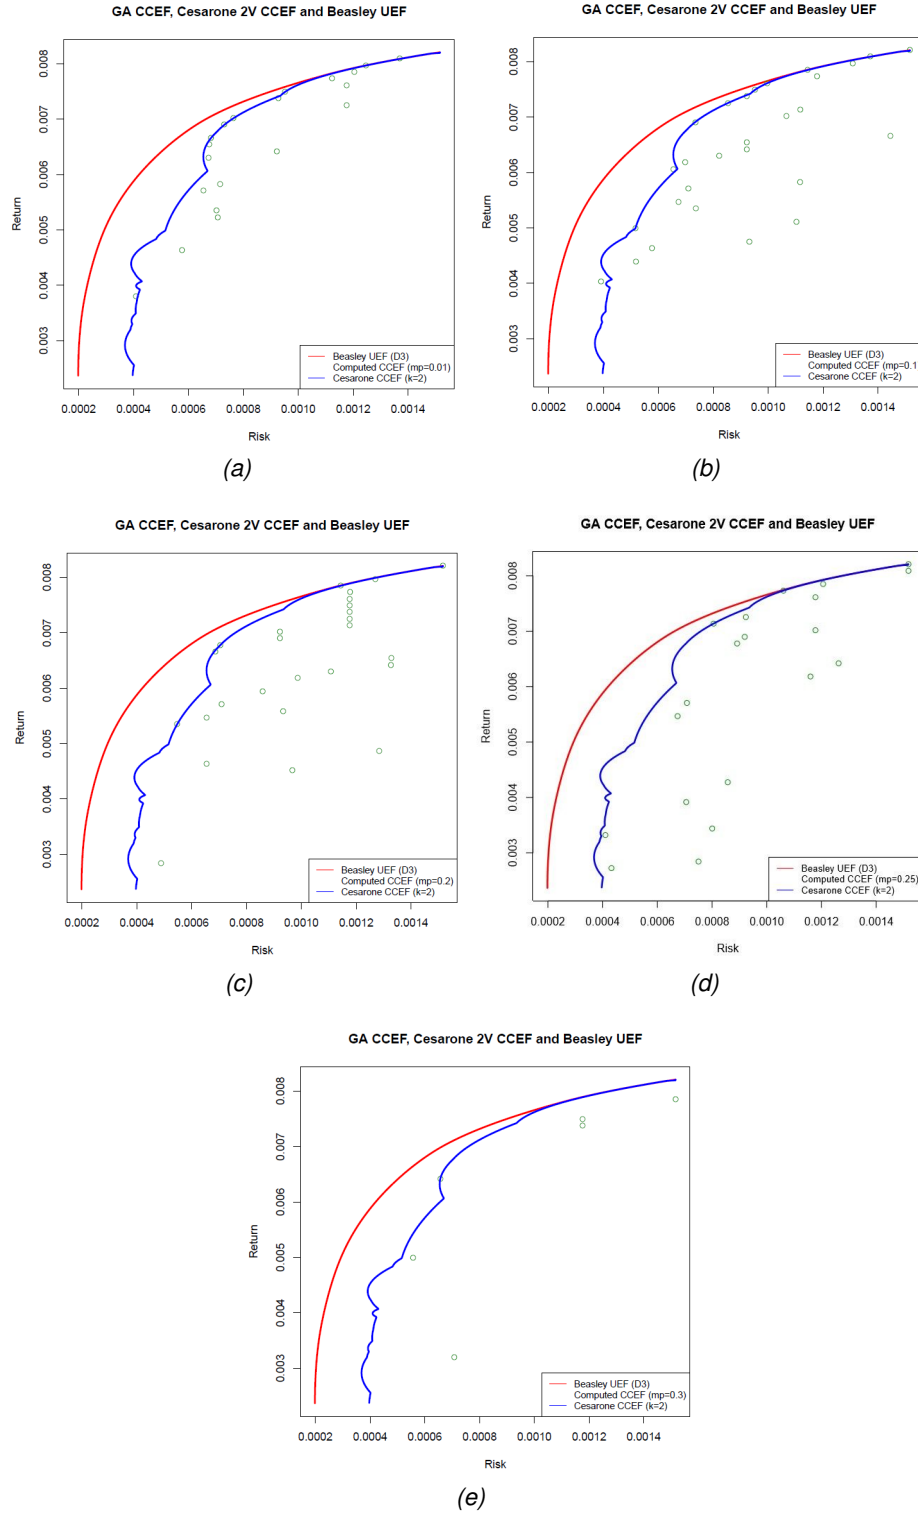 GA CCEF, Cesarone 2V CCEF and Beasley UEF
Return
0.003 0.004 0.005 0.006 0.007 0.008
Beasley UEF (D3)
Computed CCEF (mp=0.01)
Cesarone CCEF (k=2)
0.0002 0.0004 0.0006 0.0008 0.0010 0.0012 0.0014
Risk
(a)
GA CCEF, Cesarone 2V CCEF and Beasley UEF
Return
0.003 0.004 0.005 0.006 0.007 0.008
Beasley UEF (D3)
Computed CCEF (mp=0.1
Cesarone CCEF (k=2)
0.0002 0.0004 0.0006 0.0008 0.0010 0.0012 0.0014
Risk
(b)
GA CCEF, Cesarone 2V CCEF and Beasley UEF
Return
0.003 0.004 0.005 0.006 0.007 0.008
Beasley UEF (D3)
Computed CCEF (mp=0.2)
Cesarone CCEF (k=2)
0.0002 0.0004 0.0006 0.0008 0.0010 0.0012 0.0014
Risk
(c)
GA CCEF, Cesarone 2V CCEF and Beasley UEF
Return
0.003 0.004 0.005 0.006 0.007 0.008
Beasley UEF (D3)
Computed CCEF (mp=0.25)
Cesarone CCEF (k=2)
0.0002 0.0004 0.0006 0.0008 0.0010 0.0012 0.0014
Risk
(d)
GA CCEF, Cesarone 2V CCEF and Beasley UEF
Return
0.003 0.004 0.005 0.006 0.007 0.008
Beasley UEF (D3)
Computed CCEF (mp=0.3)
Cesarone CCEF (k=2)
0.0002 0.0004 0.0006 0.0008 0.0010 0.0012 0.0014
Risk
(e)